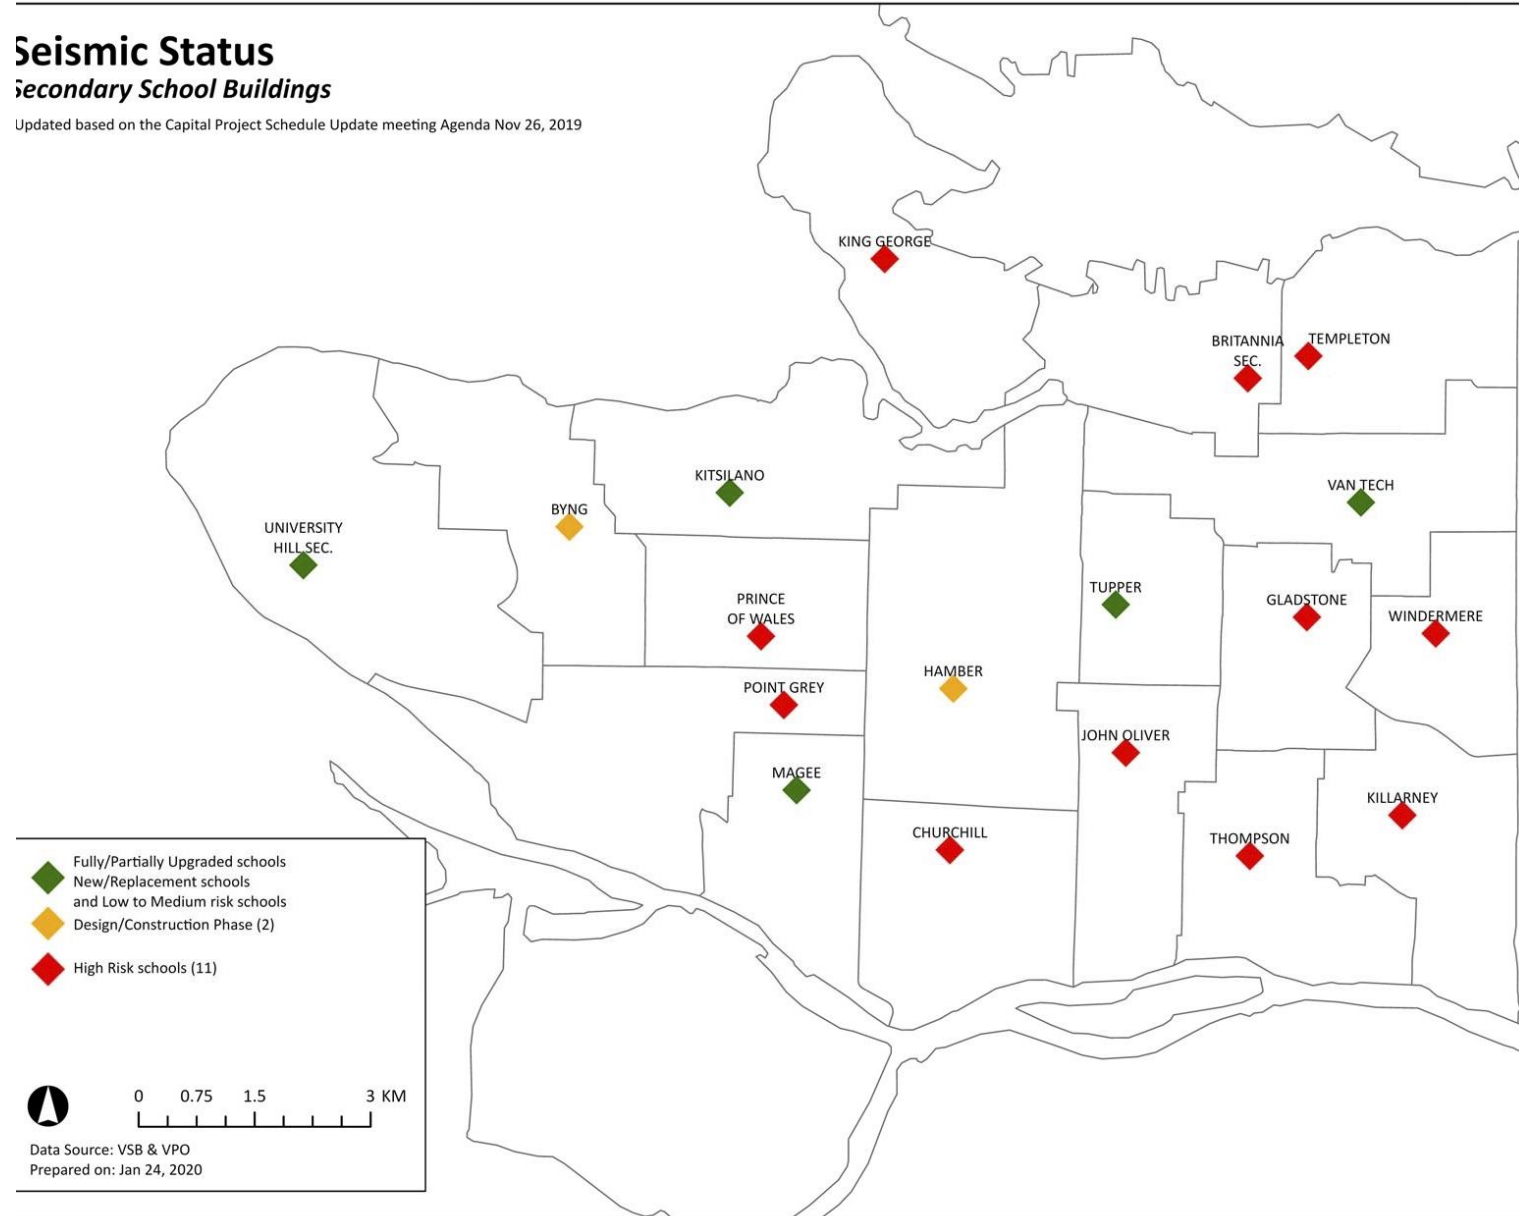 Seismic Status
Secondary School Buildings
Updated based on the Capital Project Schedule Update meeting Agenda Nov 26, 2019
KING GEORGE
BRITANNIA
SEC.
TEMPLETON
KITSILANO
VAN TECH
BYNG
UNIVERSITY
HILL SEC.
TUPPER
PRINCE
OF WALES
GLADSTONE
WINDERMERE
HAMBER
POINT GREY
JOHN OLIVER
MAGEE
KILLARNEY
CHURCHILL
THOMPSON
Fully/Partially Upgraded schools
New/Replacement schools
and Low to Medium risk schools
Design/Construction Phase (2)
High Risk schools (11)
0 0.75 1.5 3 KM
Data Source: VSB & VPO
Prepared on: Jan 24, 2020